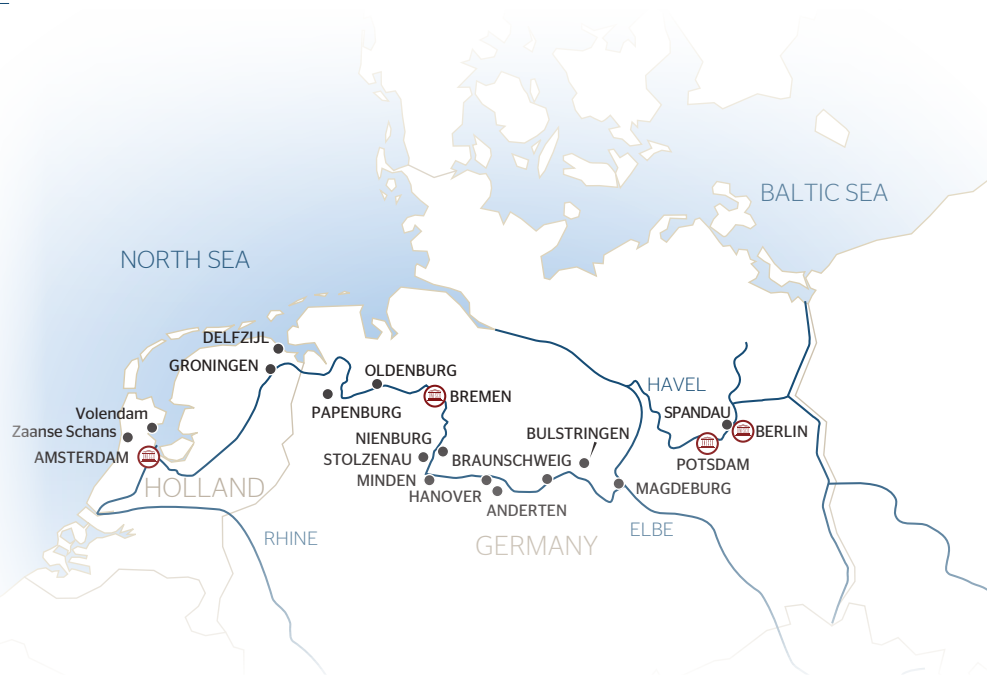 BALTIC SEA
NORTH SEA
DELFZIJL
GRONINGEN
OLDENBURG
HAVEL
BREMEN
PAPENBURG
Volendam
SPANDAU
Zaanse Schans
BERLIN
BULSTRINGEN
NIENBURG
AMSTERDAM
STOLZENAU
BRAUNSCHWEIG
POTSDAM
MINDEN
HOLLAND
MAGDEBURG
HANOVER
ANDERTEN
ELBE
RHINE
GERMANY